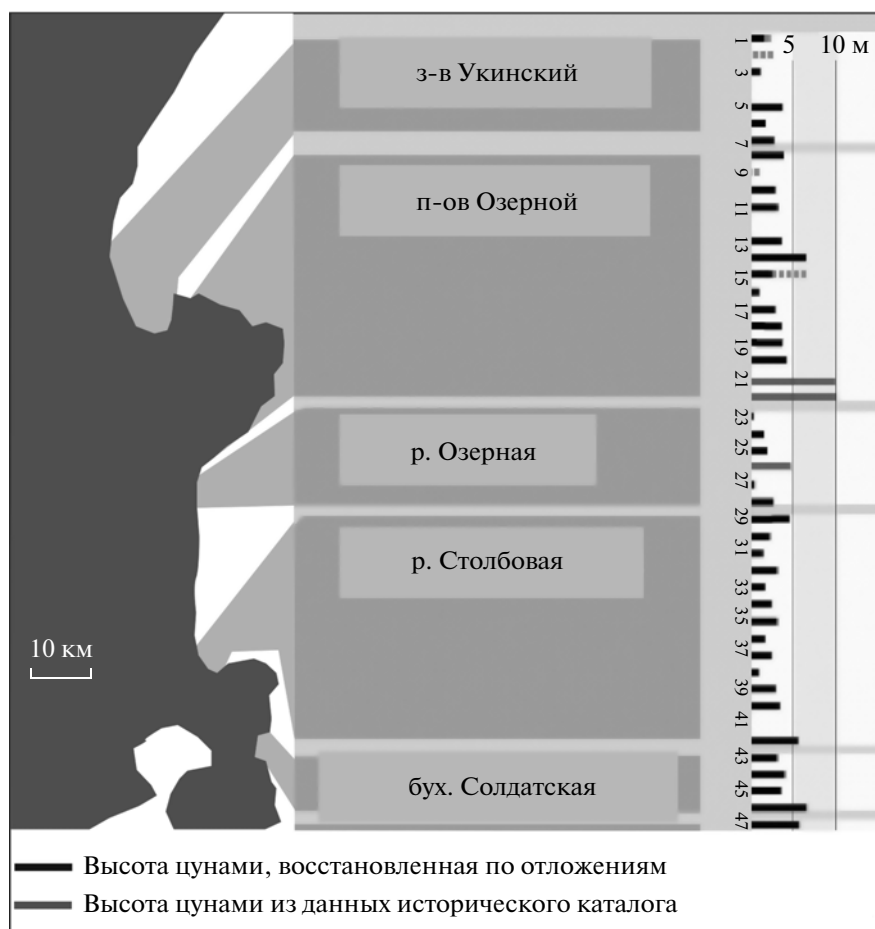 5 10 м
з-в Укинский
п-ов Озерной
р. Озерная
р. Столбовая
бух. Солдатская
1
3
5
7
9
11
13
15
17
19
21
23
25
27
29
31
33
35
37
39
41
43
45
47
10 км
Высота цунами, восстановленная по отложениям
Высота цунами из данных исторического каталога